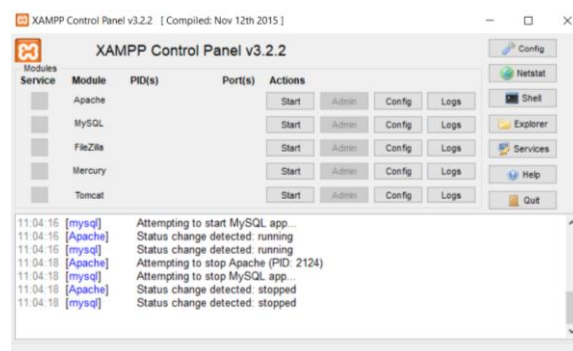 XAMPP Control Panel v3.2.2 [ Compiled: Nov 12th 2015 ]
XAMPP Control Panel v3.2.2
Config
Modules
Service Module PID(s) Port(s) Actions
Netstat
Apache Start Admin Config Logs
Shell
MySQL Start Admin Config Logs
Explorer
FileZilla Start Admin Config Logs
Services
Mercury Start Admin Config Logs
Help
Tomcat Start Admin Config Logs
Quit
11:04:16 [mysql] Attempting to start MySQL app...
11:04:16 [Apache] Status change detected: running
11:04:16 [mysql] Status change detected: running
11:04:18 [Apache] Attempting to stop Apache (PID: 2124)
11:04:18 [mysql] Attempting to stop MySQL app...
11:04:18 [Apache] Status change detected: stopped
11:04:18 [mysql] Status change detected: stopped